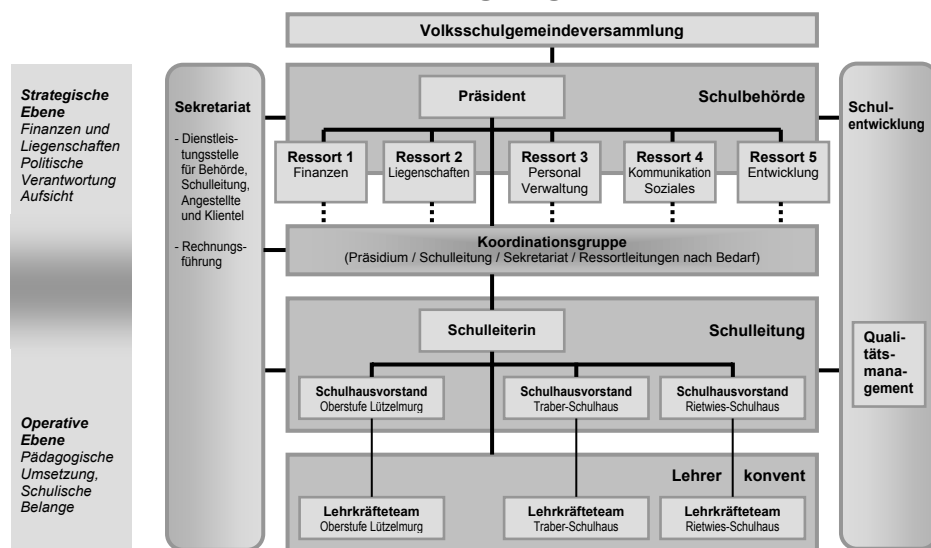 Volksschulgemeindeversammlung
Strategische
Ebene
Finanzen und
Liegenschaften
Politische
Verantwortung
Aufsicht
Operative
Ebene
Pädagogische
Umsetzung,
Schulische
Belange
Sekretariat
- Dienstleis-
tungsstelle
für Behörde,
Schulleitung,
Angestellte
und Klientel
- Rechnungs-
führung
Präsident
Schulbehörde
Ressort 1
Finanzen
Ressort 2
Liegenschaften
Ressort 3
Personal
Verwaltung
Ressort 4
Kommunikation
Soziales
Ressort 5
Entwicklung
Koordinationsgruppe
(Präsidium / Schulleitung / Sekretariat / Ressortleitungen nach Bedarf)
Schulleiterin
Schulleitung
Schulhausvorstand
Oberstufe Lützelmurg
Schulhausvorstand
Traber-Schulhaus
Schulhausvorstand
Rietwies-Schulhaus
Lehrer konvent
Lehrkräfteteam
Oberstufe Lützelmurg
Lehrkräfteteam
Traber-Schulhaus
Lehrkräfteteam
Rietwies-Schulhaus
Schul-
entwicklung
Quali-
täts-
mana-
gement